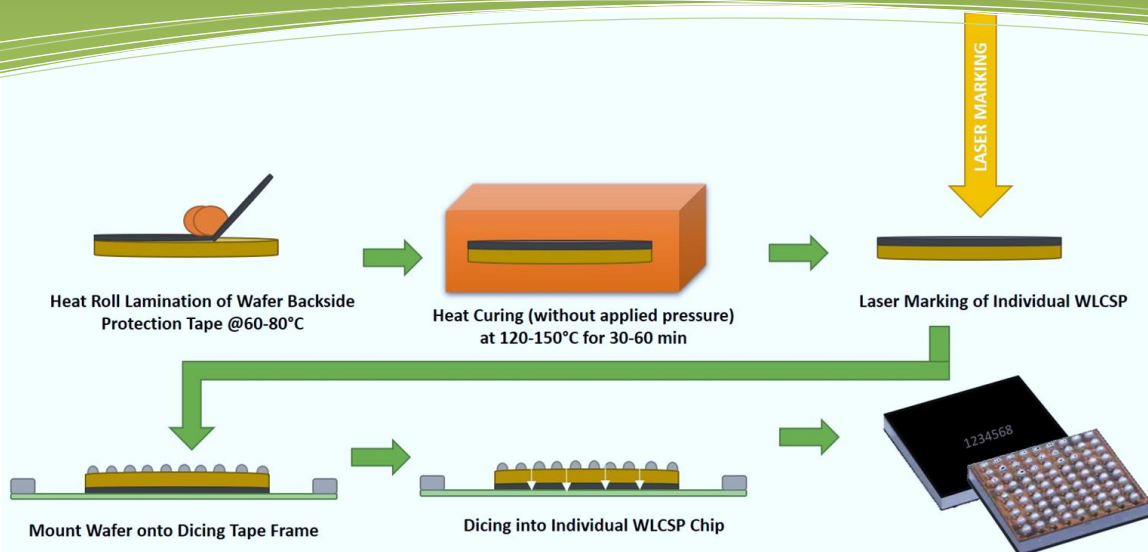 LASER MARKING
Heat Roll Lamination of Wafer Backside
Protection Tape @60-80°C
Heat Curing (without applied pressure)
at 120-150°C for 30-60 min
Laser Marking of Individual WLCSP
Mount Wafer onto Dicing Tape Frame
Dicing into Individual WLCSP Chip
1234568